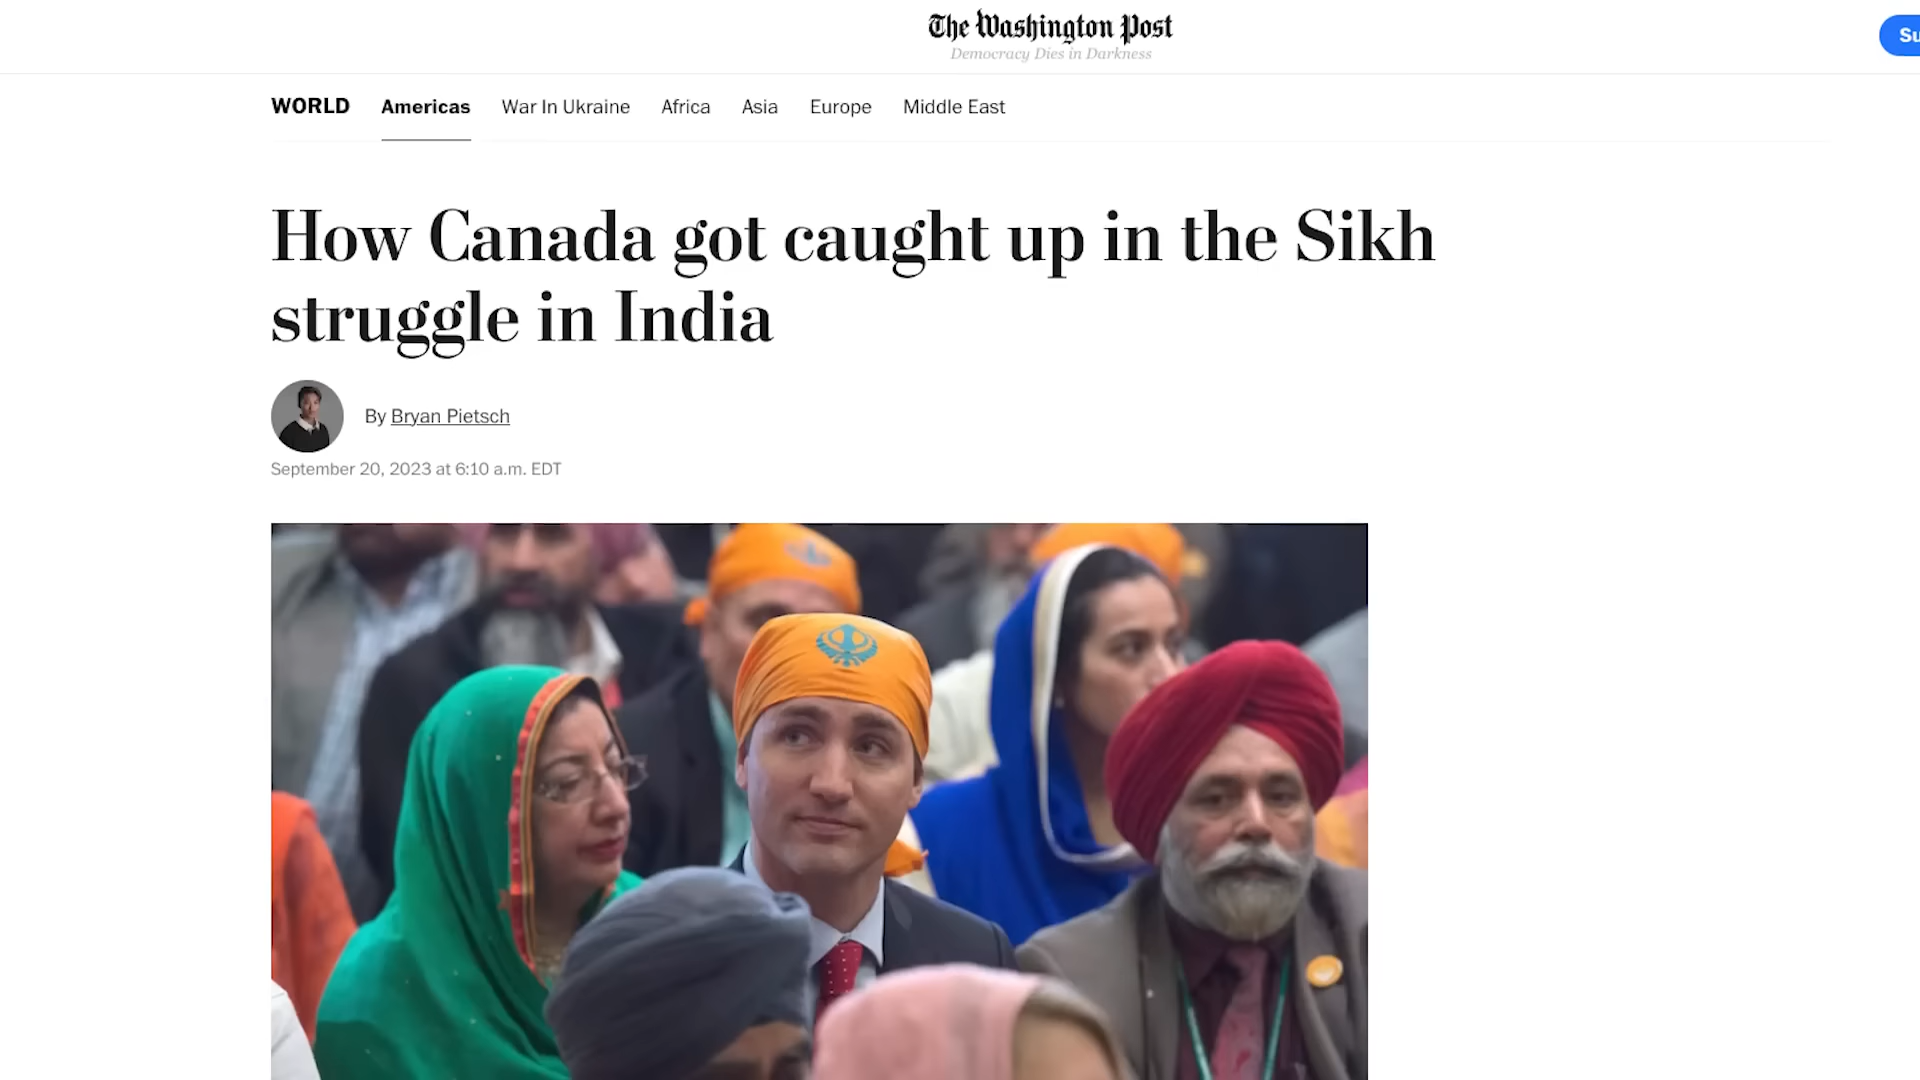 The Washington Post
Democracy Dies in Darkness
Su
WORLD Americas War In Ukraine Africa Asia Europe Middle East
How Canada got caught up in the Sikh
struggle in India
By Bryan Pietsch
September 20, 2023 at 6:10 a.m. EDT